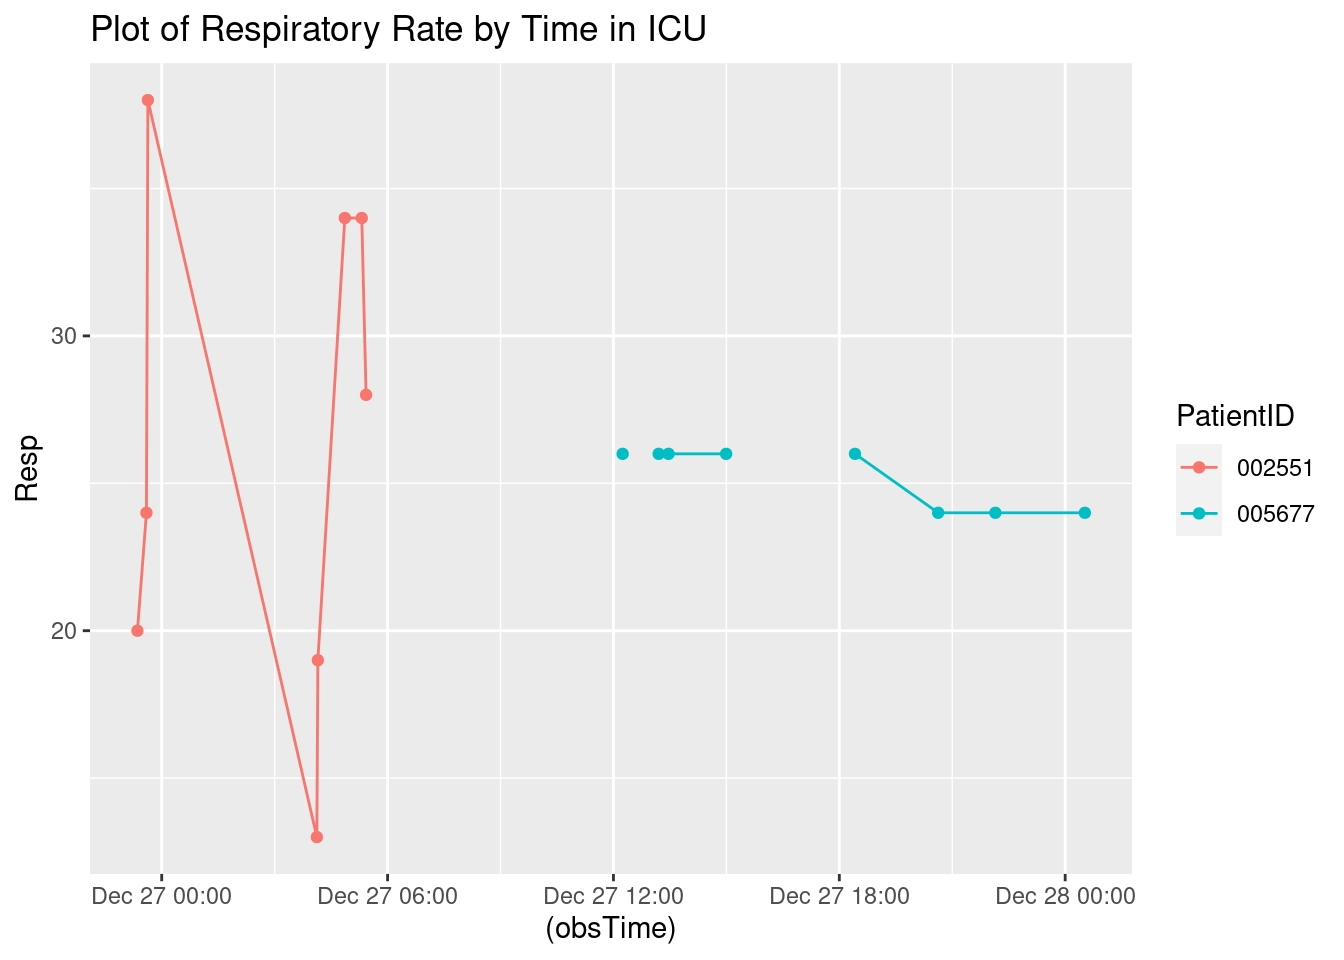 Plot of Respiratory Rate by Time in ICU
Resp
30
20
Dec 27 00:00 Dec 27 06:00 Dec 27 12:00 Dec 27 18:00 Dec 28 00:00
(obsTime)
PatientID
002551
005677